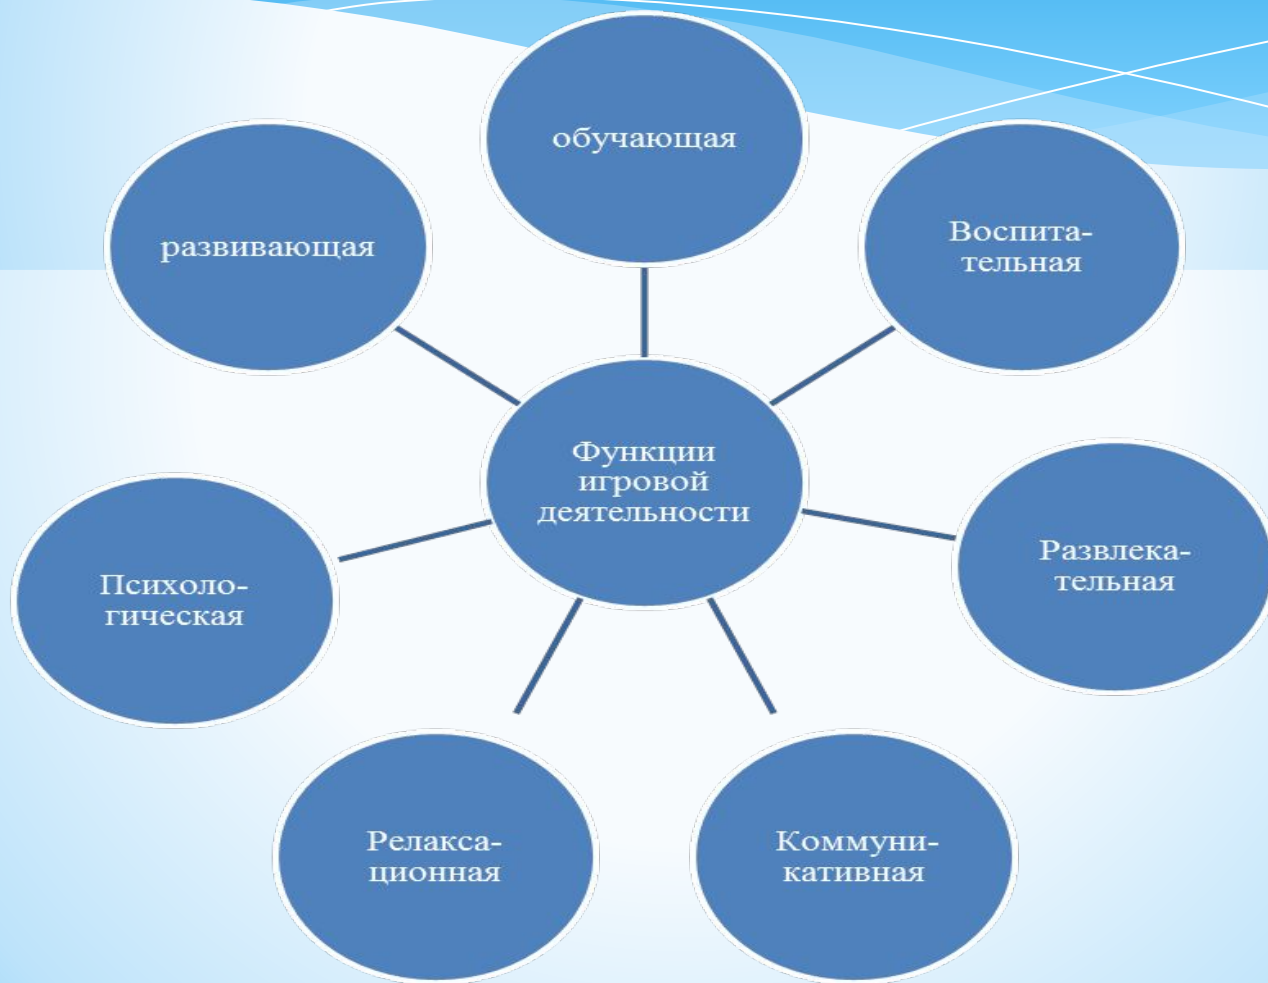 обучающая
развивающая
Воспита-
тельная
Функции
игровой
деятельности
Развлека-
тельная
Психоло-
гическая
Релакса-
ционная
Коммуни-
кативная